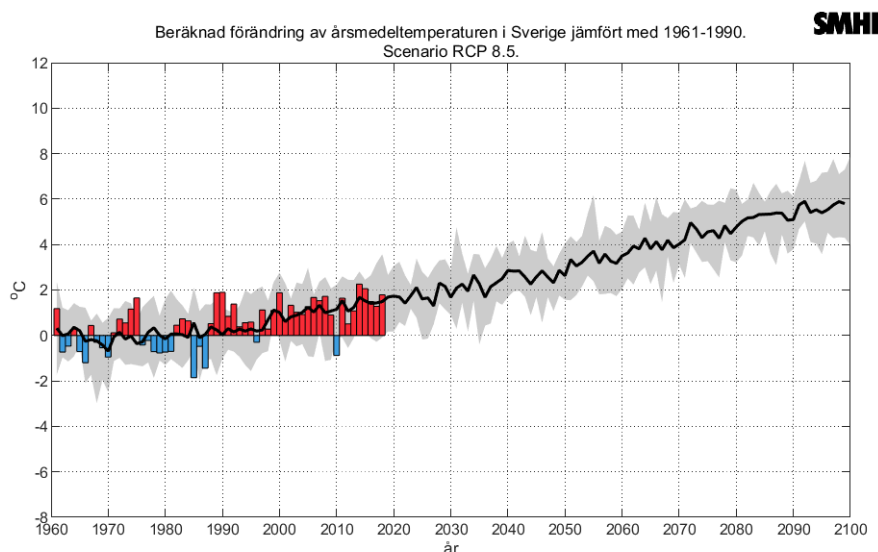 SMHI
Beräknad förändring av årsmedeltemperaturen i Sverige jämfört med 1961-1990.
Scenario RCP 8.5.
12
10
8
6
4
2
0
-2
-4
-6
-8
°C
1960 1970 1980 1990 2000 2010 2020 2030 2040 2050 2060 2070 2080 2090 2100
år